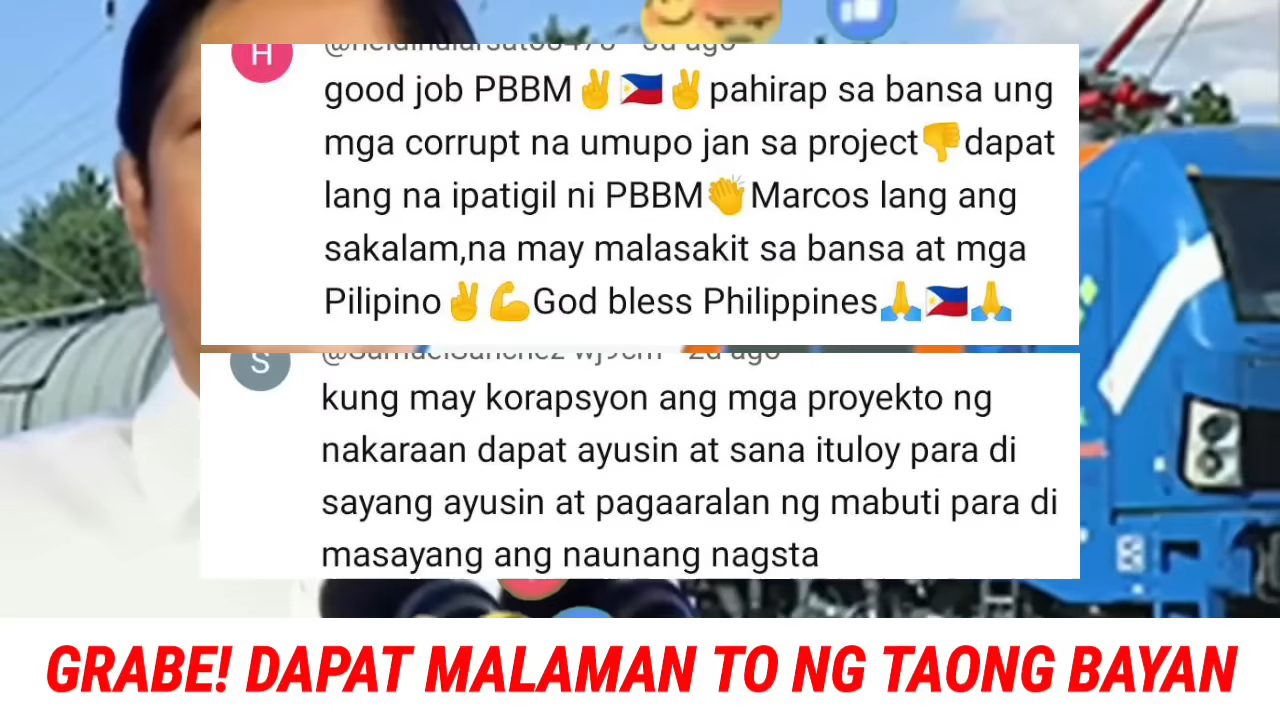 H
good job PBBM✌️🇵🇭✌️pahirap sa bansa ung
mga corrupt na umupo jan sa project👎dapat
lang na ipatigil ni PBBM👏Marcos lang ang
sakalam,na may malasakit sa bansa at mga
Pilipino✌️💪God bless Philippines🙏🇵🇭🙏
S 2d ago
kung may korapsyon ang mga proyekto ng
nakaraan dapat ayusin at sana ituloy para di
sayang ayusin at pagaaralan ng mabuti para di
masayang ang naunang nagsta
GRABE! DAPAT MALAMAN TO NG TAONG BAYAN